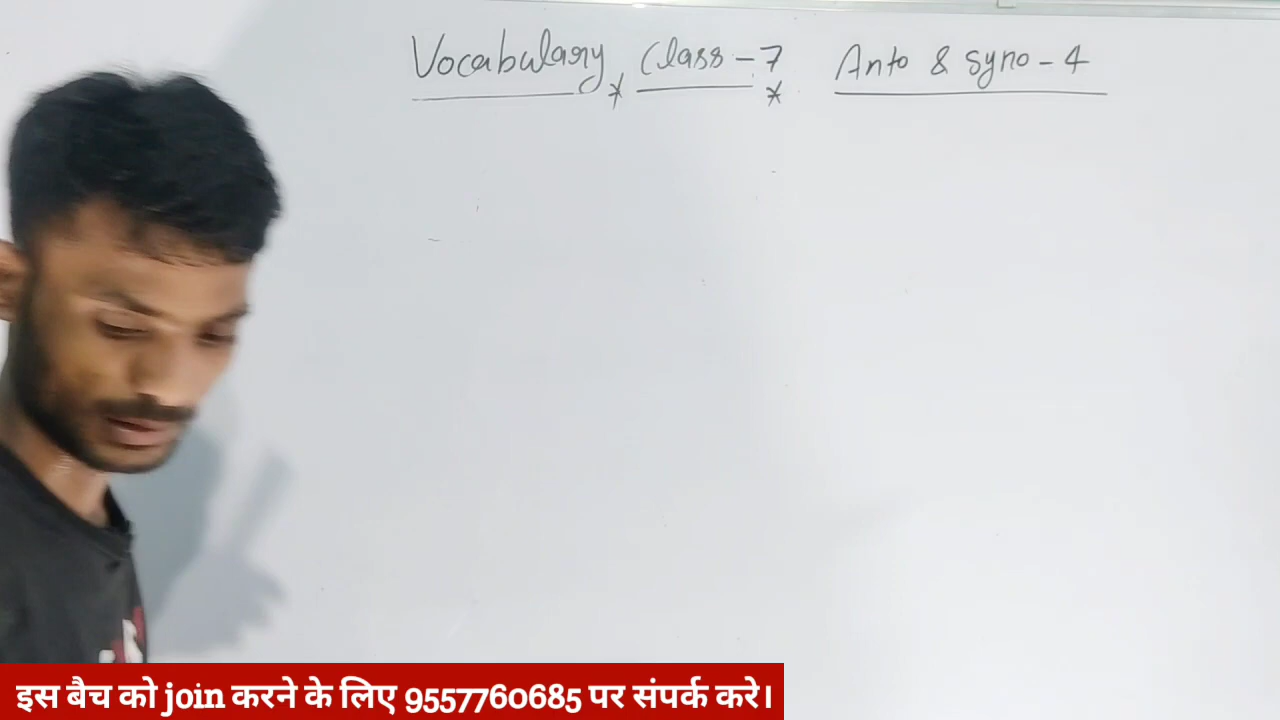 Vocabulary * Class - 7 * Anto & Syno - 4
इस बैच को join करने के लिए 9557760685 पर संपर्क करे।